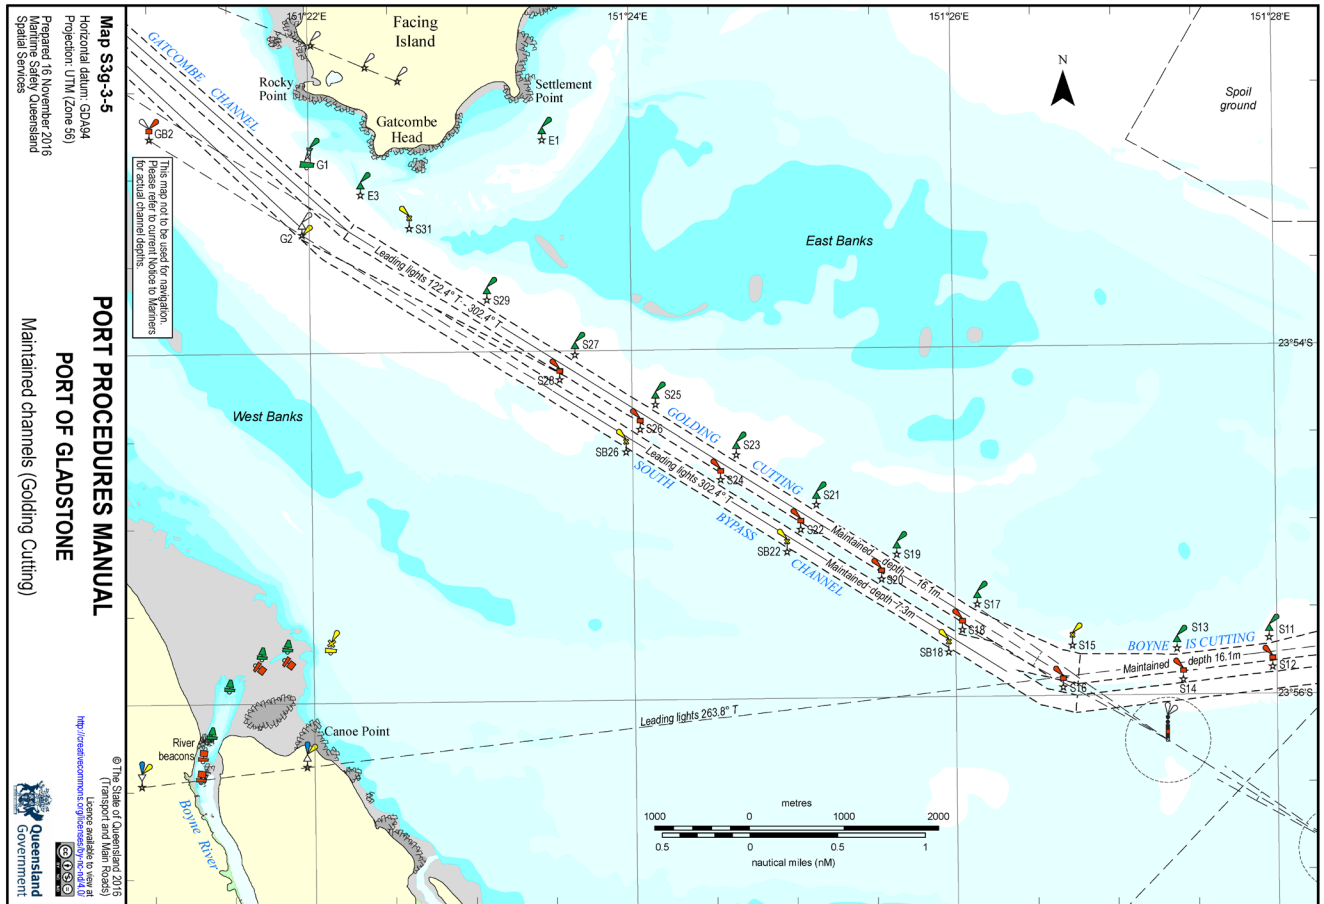 Map S3g-3-5
Horizontal datum: GDA94
Projection: UTM (Zone 56)
Prepared 16 November 2016
Maritime Safety Queensland
Spatial Services
PORT PROCEDURES MANUAL
PORT OF GLADSTONE
Maintained channels (Golding Cutting)
© The State of Queensland 2016
(Transport and Main Roads)
Licence available to view at
http://creativecommons.org/licenses/by-nc-nd/4.0/
Queensland
Government
This map not to be used for navigation.
Please refer to current Notice to Mariners
for actual channel depths.
151°22'E
151°24'E
151°26'E
151°28'E
23°54'S
23°56'S
Facing
Island
Rocky
Point
Settlement
Point
Gatcombe
Head
N
Spoil
ground
GATCOMBE
CHANNEL
GB2
G1
E1
E3
S31
G2
East Banks
Leading lights 122.4° T - 302.4° T
S29
S27
S28
S25
S26
GOLDING
CUTTING
S23
SB26
SOUTH
BYPASS
CHANNEL
Leading lights 302.4° T
S24
S21
S22
SB22
S19
S20
Maintained depth 16.1m
Maintained depth 7.3m
S17
S18
SB18
S15
S16
S13
S14
S11
S12
BOYNE IS CUTTING
Maintained depth 16.1m
West Banks
Leading lights 263.8° T
Canoe Point
River
beacons
Boyne River
metres
1000
0
1000
2000
0.5
0
0.5
1
nautical miles (nM)